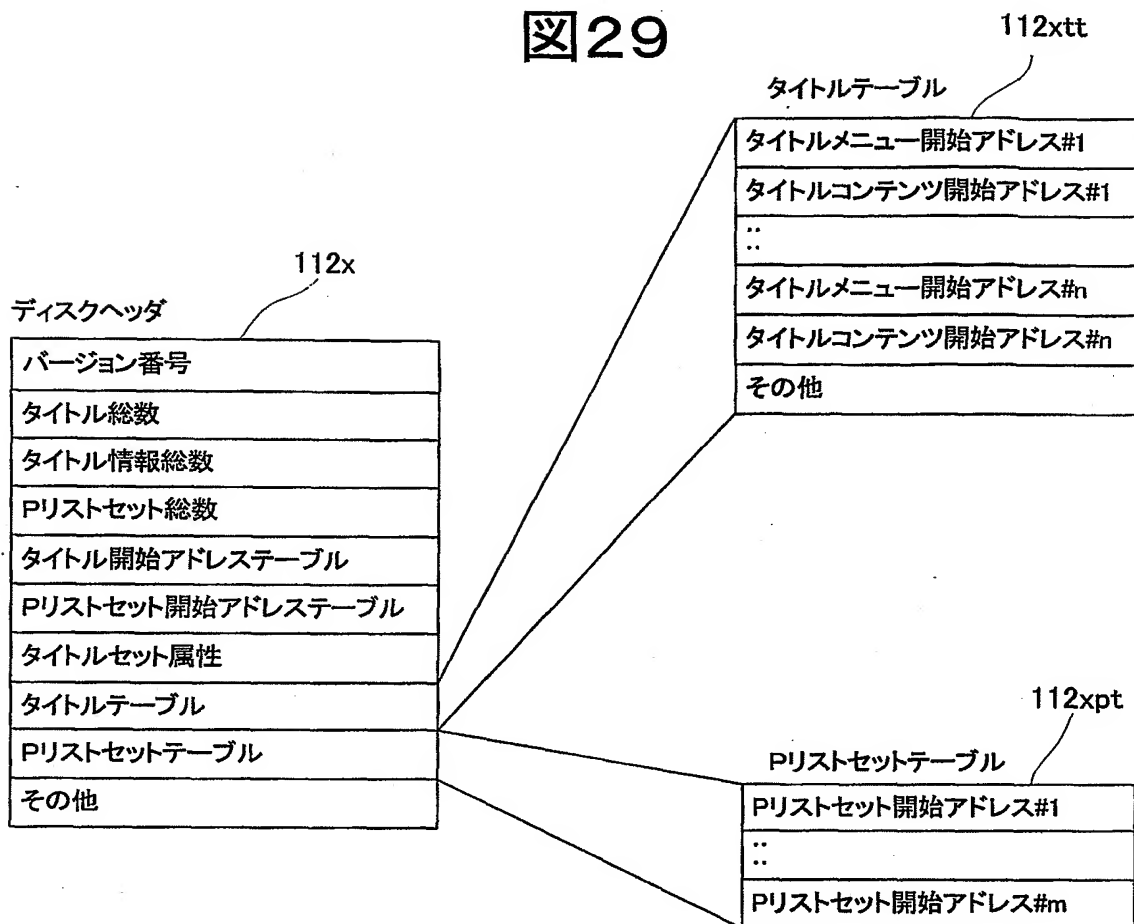 図29
112x
ディスクヘッダ
バージョン番号
タイトル総数
タイトル情報総数
Pリストセット総数
タイトル開始アドレステーブル
Pリストセット開始アドレステーブル
タイトルセット属性
タイトルテーブル
Pリストセットテーブル
その他
112xtt
タイトルテーブル
タイトルメニュー開始アドレス#1
タイトルコンテンツ開始アドレス#1
::
タイトルメニュー開始アドレス#n
タイトルコンテンツ開始アドレス#n
その他
112xpt
Pリストセットテーブル
Pリストセット開始アドレス#1
::
Pリストセット開始アドレス#m